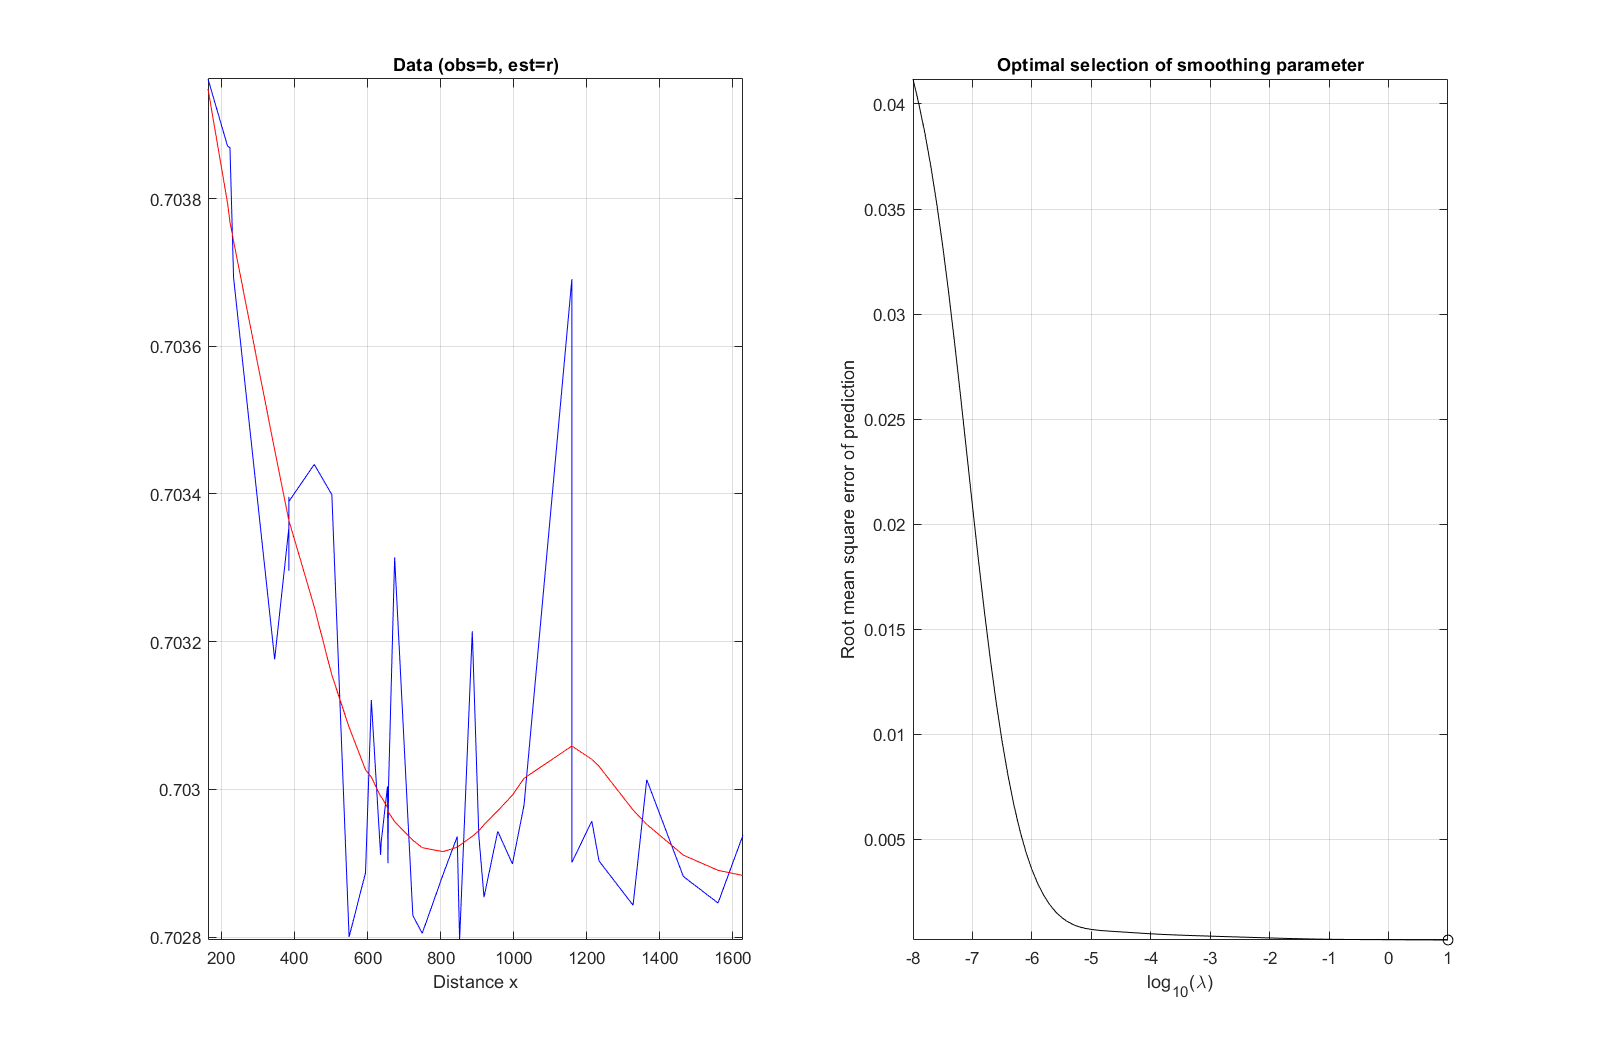 Data (obs=b, est=r)
0.7038
0.7036
0.7034
0.7032
0.703
0.7028
200 400 600 800 1000 1200 1400 1600
Distance x
Optimal selection of smoothing parameter
Root mean square error of prediction
0.04
0.035
0.03
0.025
0.02
0.015
0.01
0.005
-8 -7 -6 -5 -4 -3 -2 -1 0 1
log10(λ)